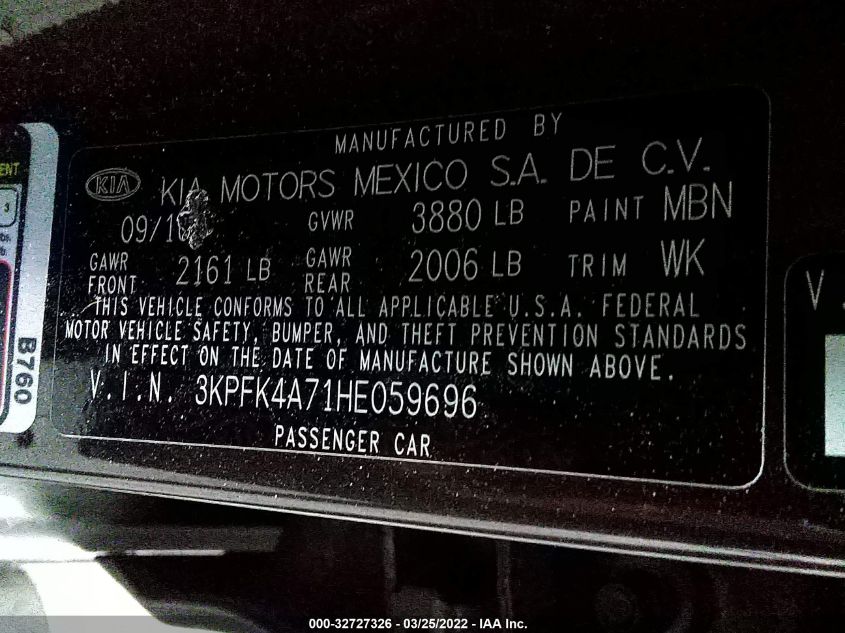 MANUFACTURED BY
KIA KIA MOTORS MEXICO S.A. DE C.V.
GVWR 3880 LB PAINT MBN
GAWR FRONT 2161 LB GAWR REAR 2006 LB TRIM WK
THIS VEHICLE CONFORMS TO ALL APPLICABLE U.S.A. FEDERAL
MOTOR VEHICLE SAFETY, BUMPER, AND THEFT PREVENTION STANDARDS
IN EFFECT ON THE DATE OF MANUFACTURE SHOWN ABOVE.
V.I.N. 3KPFK4A71HE059696
PASSENGER CAR
B760
000-32727326 - 03/25/2022 - IAA Inc.